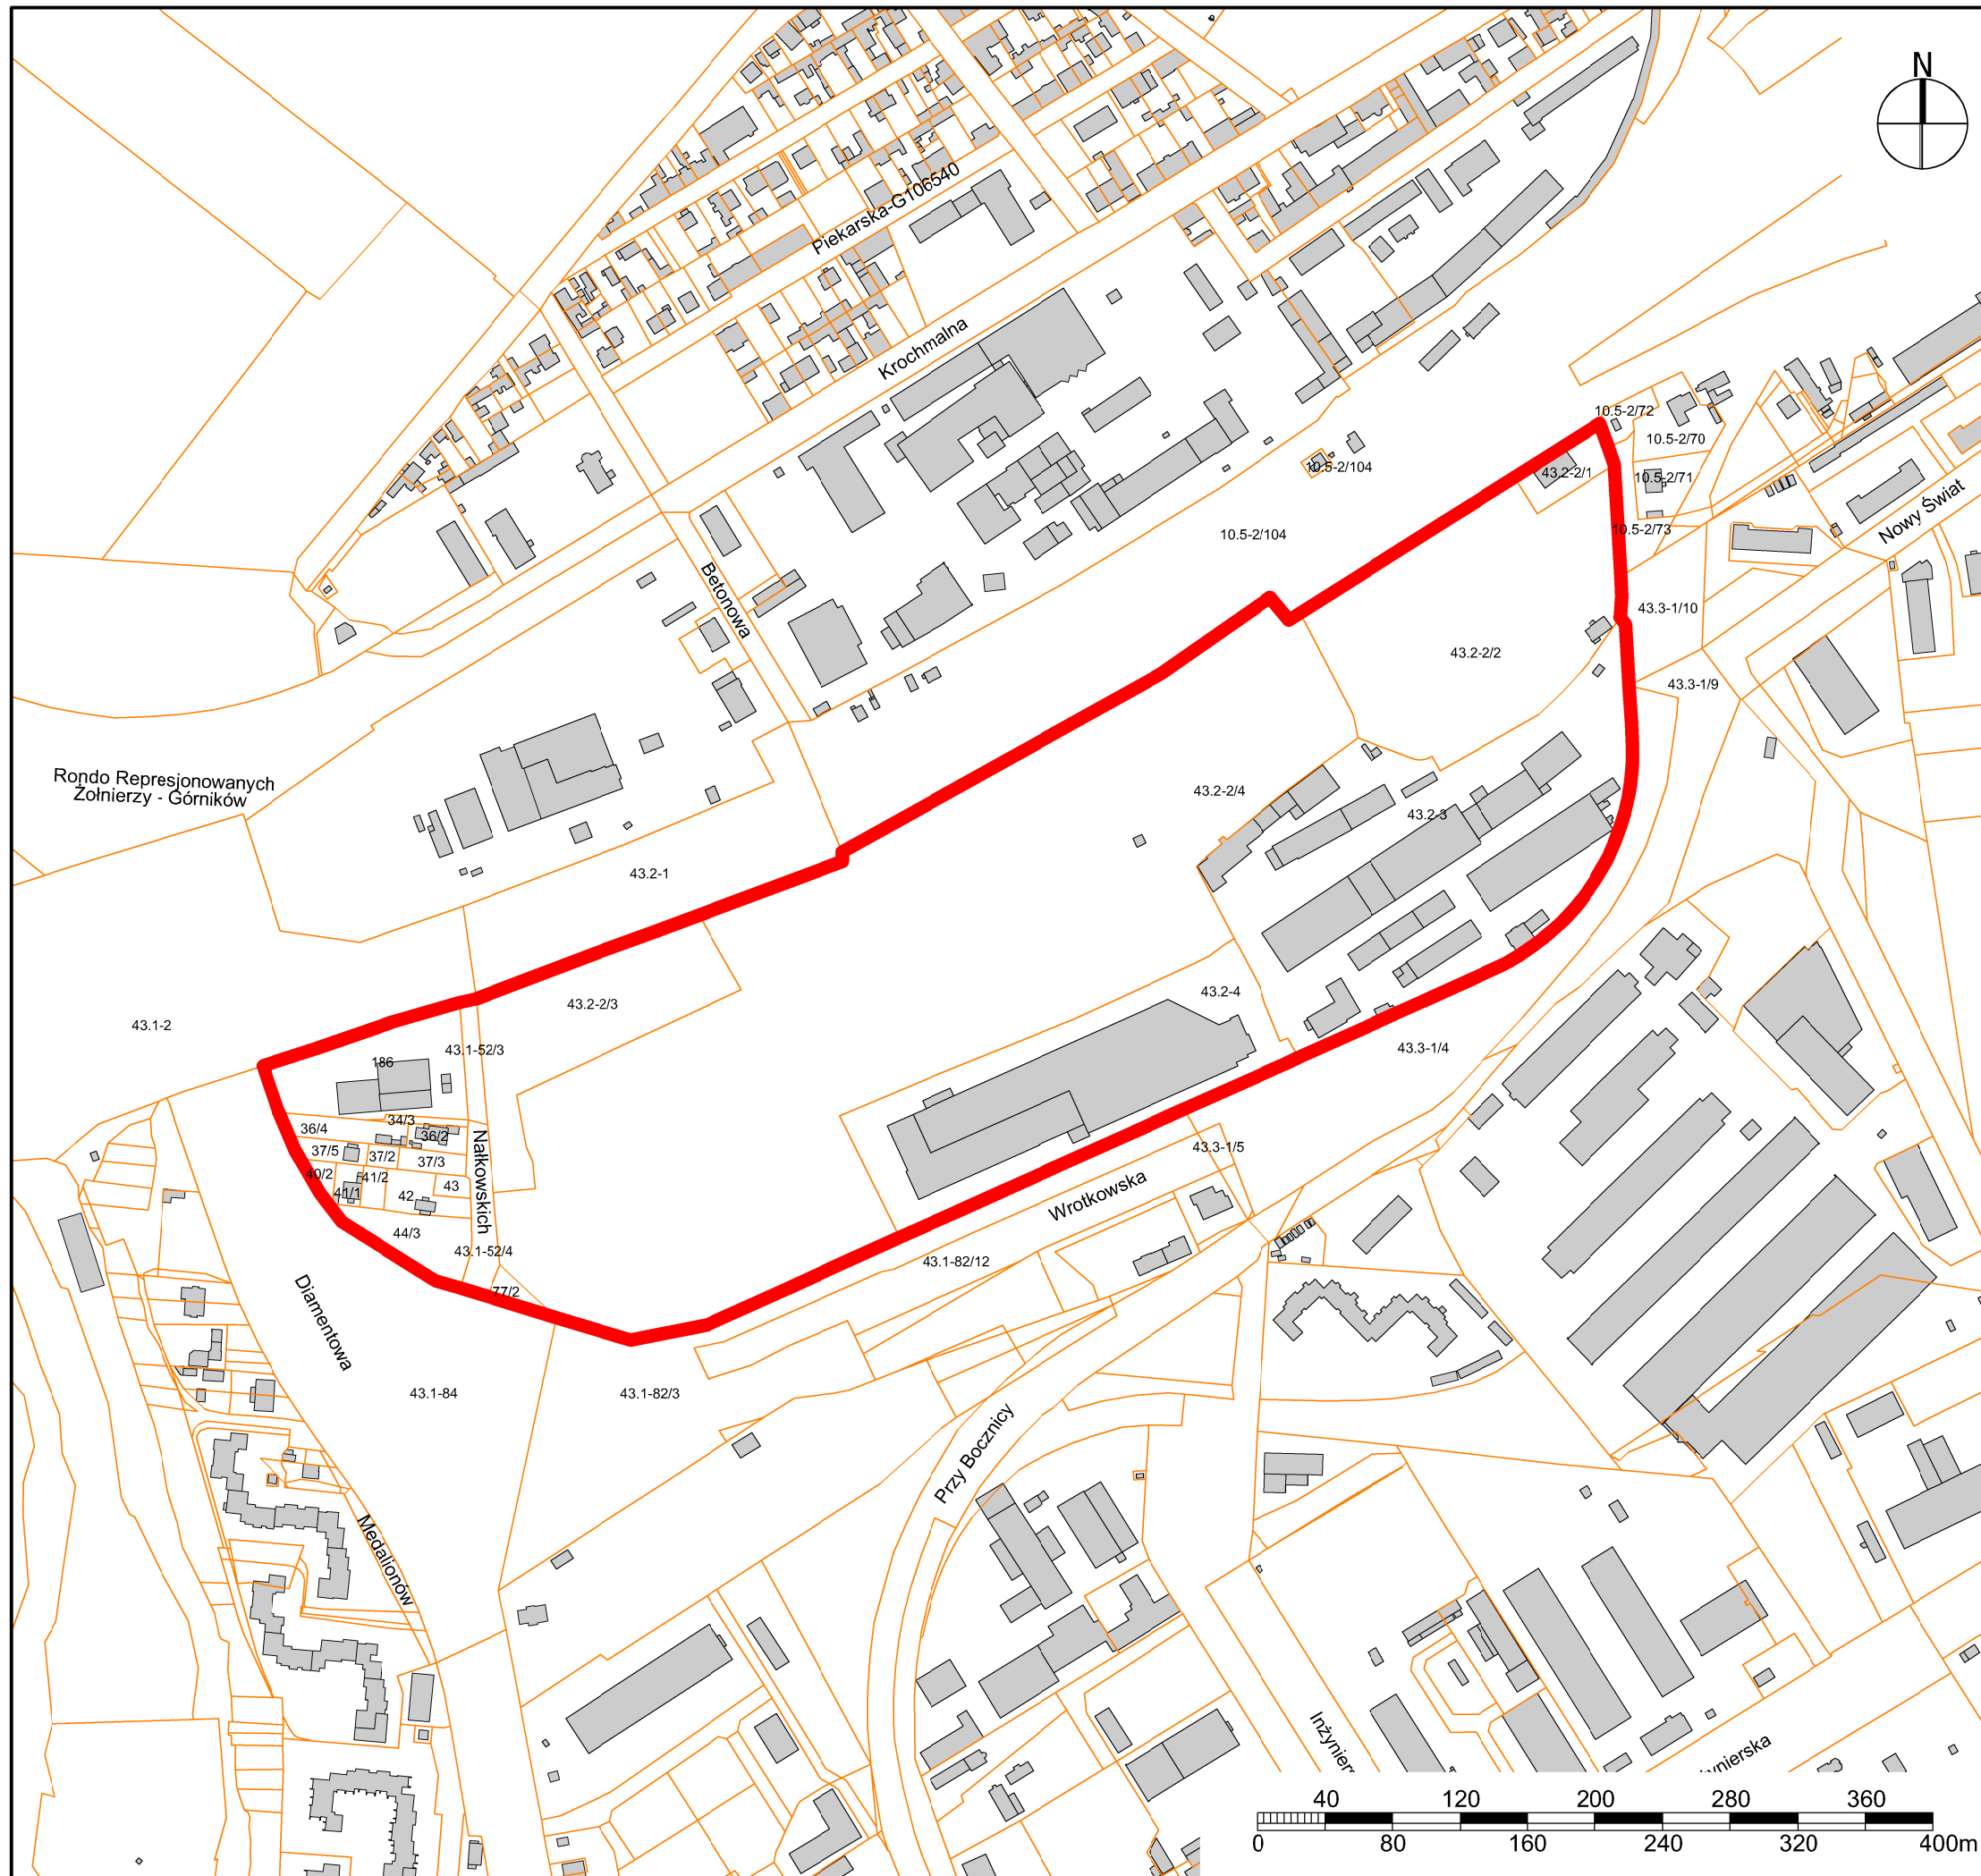 N
Piekarska-G106540
Krochmalna
10.5-2/72
10.5-2/70
10.5-2/104
43.2-2/1
10.5-2/71
Nowy Świat
10.5-2/104
10.5-2/73
Betonowa
43.3-1/10
43.2-2/2
43.3-1/9
Rondo Represjonowanych
Żołnierzy - Górników
43.2-2/4
43.2-3
43.2-1
43.2-4
43.2-2/3
43.1-2
43.1-52/3
43.3-1/4
186
34/3
36/4
36/2
37/5
37/2
37/3
43.3-1/5
40/2
41/2
41/1
42
43
Nałkowskich
Wrotkowska
44/3
43.1-52/4
43.1-82/12
77/2
Diamentowa
43.1-84
43.1-82/3
Przy Bocznicy
Medalionów
Inżyniers
ynierska
40 120 200 280 360
0 80 160 240 320 400m